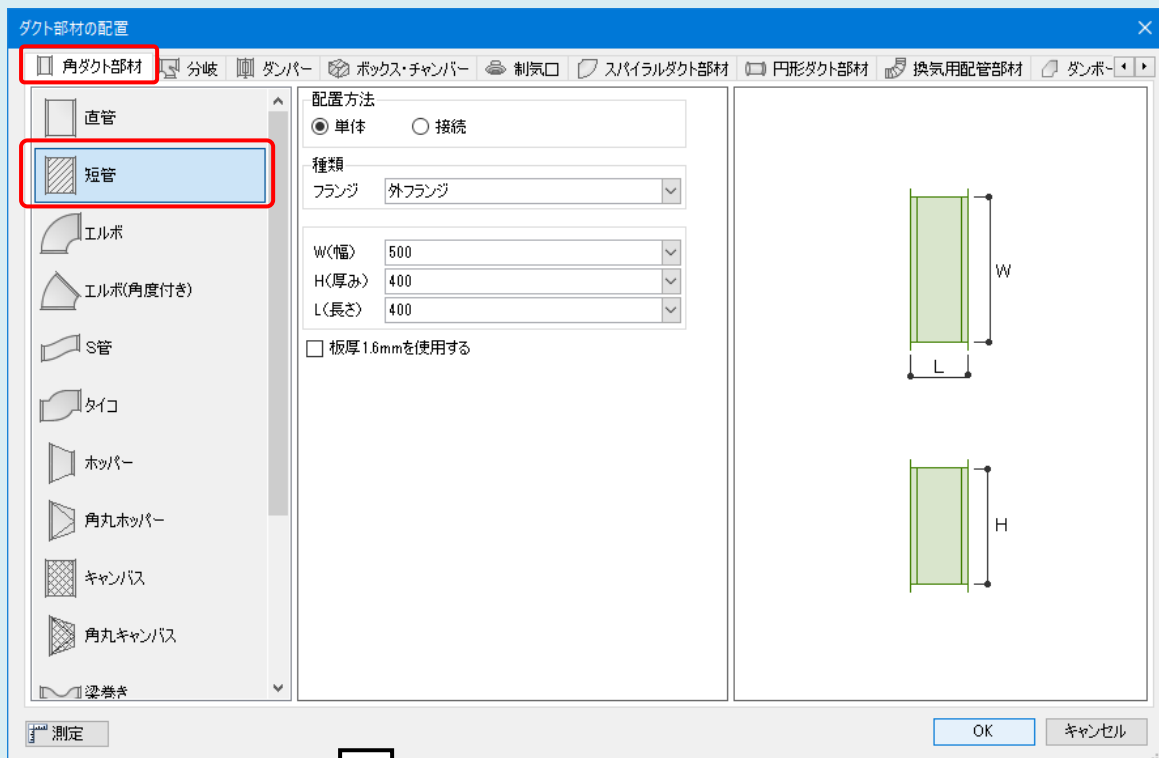 ダクト部材の配置
角ダクト部材 分岐 ダンパー ボックス・チャンバー 制気口 スパイラルダクト部材 円形ダクト部材 換気用配管部材 ダンボー
直管
短管
エルボ
エルボ(角度付き)
S管
タイコ
ホッパー
角丸ホッパー
キャンバス
角丸キャンバス
梁巻き
配置方法
単体 接続
種類
フランジ 外フランジ
W(幅) 500
H(厚み) 400
L(長さ) 400
板厚1.6mmを使用する
W
L
H
測定
OK キャンセル